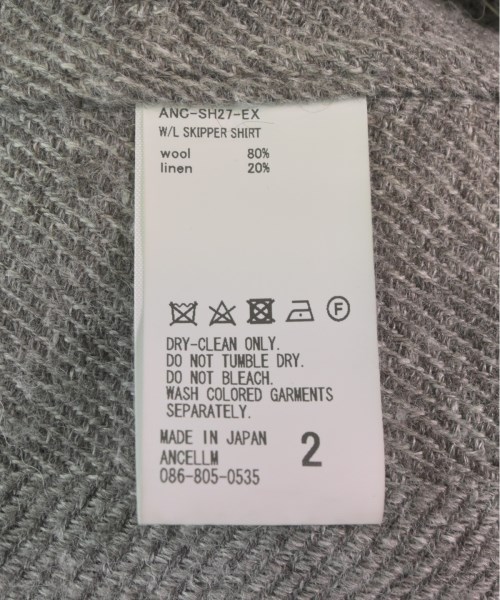 ANC-SH27-EX
W/L SKIPPER SHIRT
wool 80%
linen 20%
F
DRY-CLEAN ONLY.
DO NOT TUMBLE DRY.
DO NOT BLEACH.
WASH COLORED GARMENTS
SEPARATELY.
MADE IN JAPAN
ANCELLM
086-805-0535
2